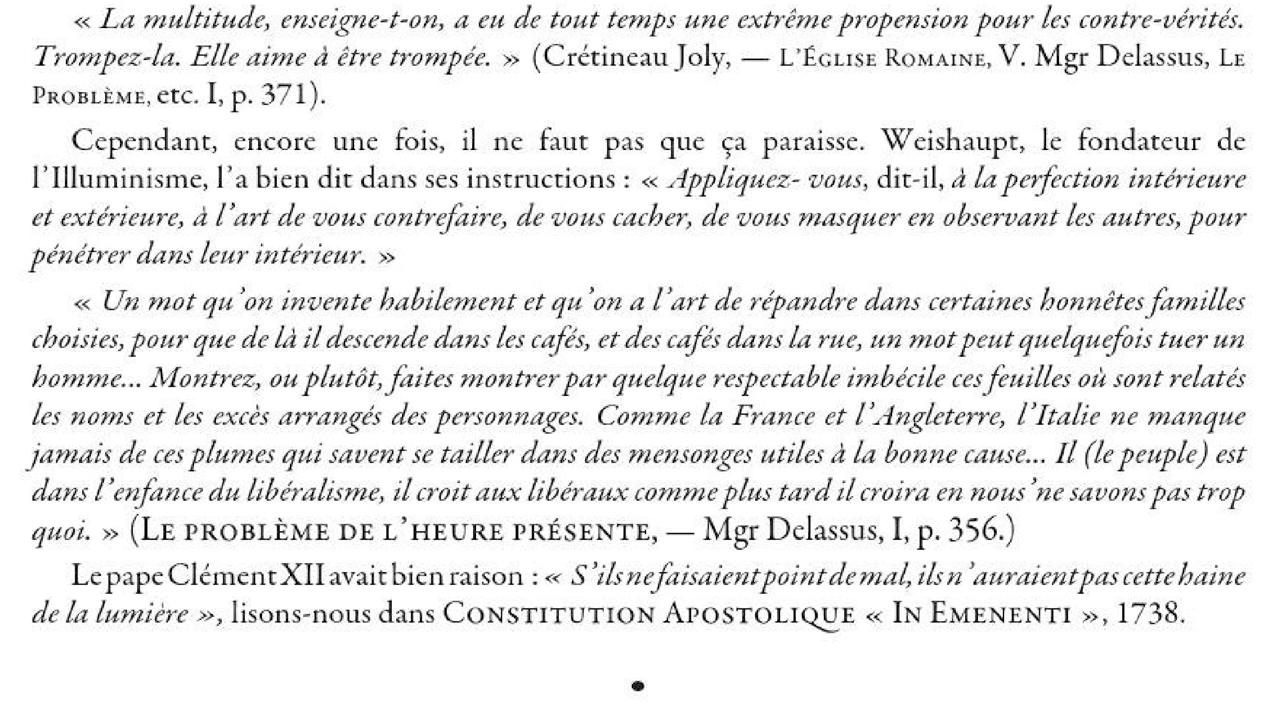 « La multitude, enseigne-t-on, a eu de tout temps une extrême propension pour les contre-vérités.
Trompez-la. Elle aime à être trompée. » (Crétineau Joly, — L'ÉGLISE ROMAINE, V. Mgr Delassus, LE
PROBLÈME, etc. I, p. 371).
Cependant, encore une fois, il ne faut pas que ça paraisse. Weishaupt, le fondateur de
l'Illuminisme, l'a bien dit dans ses instructions : « Appliquez- vous, dit-il, à la perfection intérieure
et extérieure, à l'art de vous contrefaire, de vous cacher, de vous masquer en observant les autres, pour
pénétrer dans leur intérieur. »
« Un mot qu'on invente habilement et qu'on a l'art de répandre dans certaines honnêtes familles
choisies, pour que de là il descende dans les cafés, et des cafés dans la rue, un mot peut quelquefois tuer un
homme... Montrez, ou plutôt, faites montrer par quelque respectable imbécile ces feuilles où sont relatés
les noms et les excès arrangés des personnages. Comme la France et l'Angleterre, l'Italie ne manque
jamais de ces plumes qui savent se tailler dans des mensonges utiles à la bonne cause... Il (le peuple) est
dans l'enfance du libéralisme, il croit aux libéraux comme plus tard il croira en nous'ne savons pas trop
quoi. » (LE PROBLÈME DE L'HEURE PRÉSENTE, — Mgr Delassus, I, p. 356.)
Le pape Clément XII avait bien raison : « S'ils ne faisaient point de mal, ils n'auraient pas cette haine
de la lumière », lisons-nous dans CONSTITUTION APOSTOLIQUE « IN EMENENTI », 1738.
•